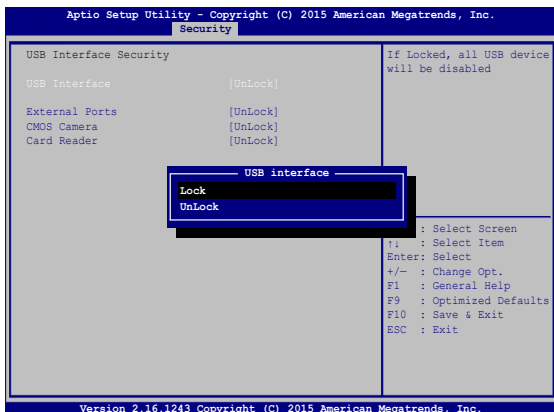 Aptio Setup Utility - Copyright (C) 2015 American Megatrends, Inc.
Security
USB Interface Security
USB Interface [UnLock]
External Ports [UnLock]
CMOS Camera [UnLock]
Card Reader [UnLock]
If Locked, all USB device
will be disabled
USB interface
Lock
UnLock
: Select Screen
↑↓ : Select Item
Enter: Select
+/— : Change Opt.
F1 : General Help
F9 : Optimized Defaults
F10 : Save & Exit
ESC : Exit
Version 2.16.1243 Copyright (C) 2015 American Megatrends, Inc.